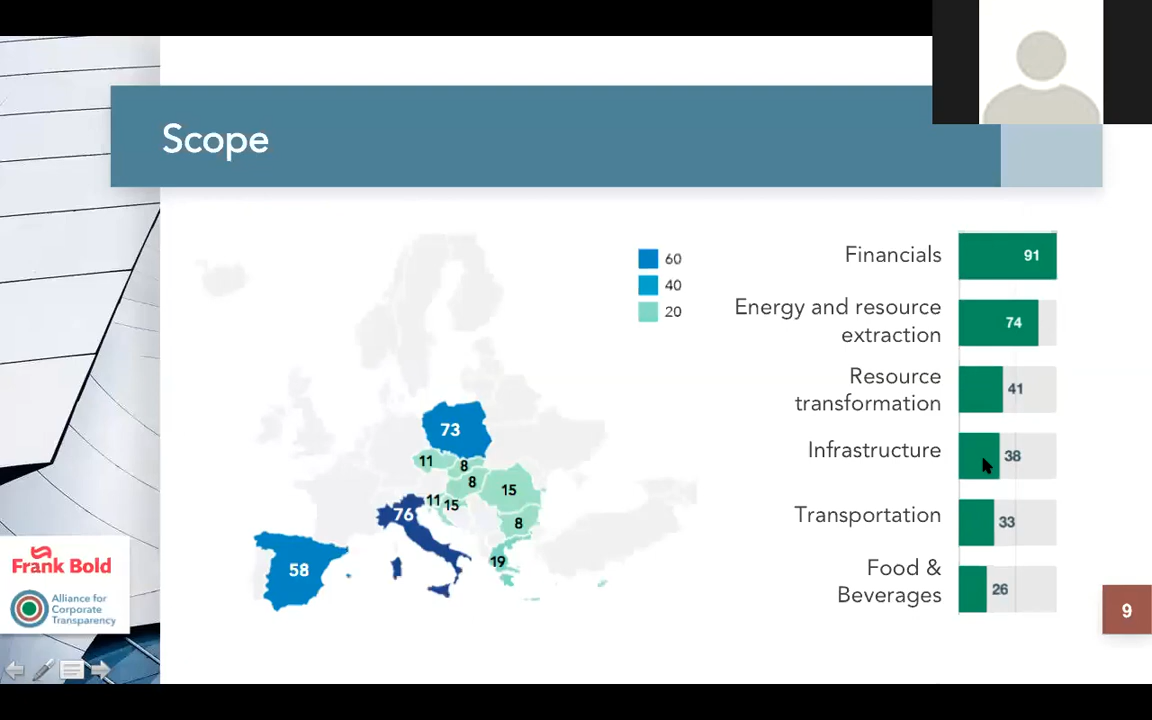 Scope
60
40
20
73
11
8
8
15
11
15
76
8
19
58
Financials
91
Energy and resource
extraction
74
Resource
transformation
41
Infrastructure
38
Transportation
33
Food &
Beverages
26
Frank Bold
Alliance for
Corporate
Transparency
9